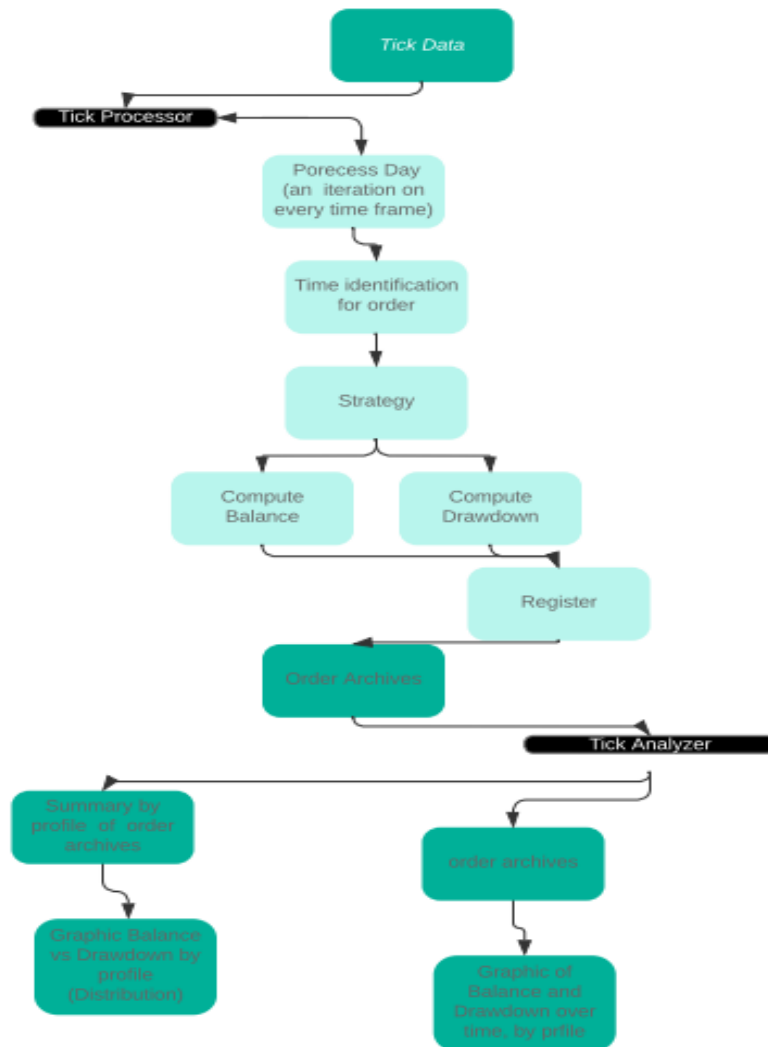 Tick Data
Tick Processor
Porecess Day
(an iteration on
every time frame)
Time identification
for order
Strategy
Compute
Balance
Compute
Drawdown
Register
Order Archives
Tick Analyzer
Summary by
profile of order
archives
order archives
Graphic Balance
vs Drawdown by
profile
(Distribution)
Graphic of
Balance and
Drawdown over
time, by prfile